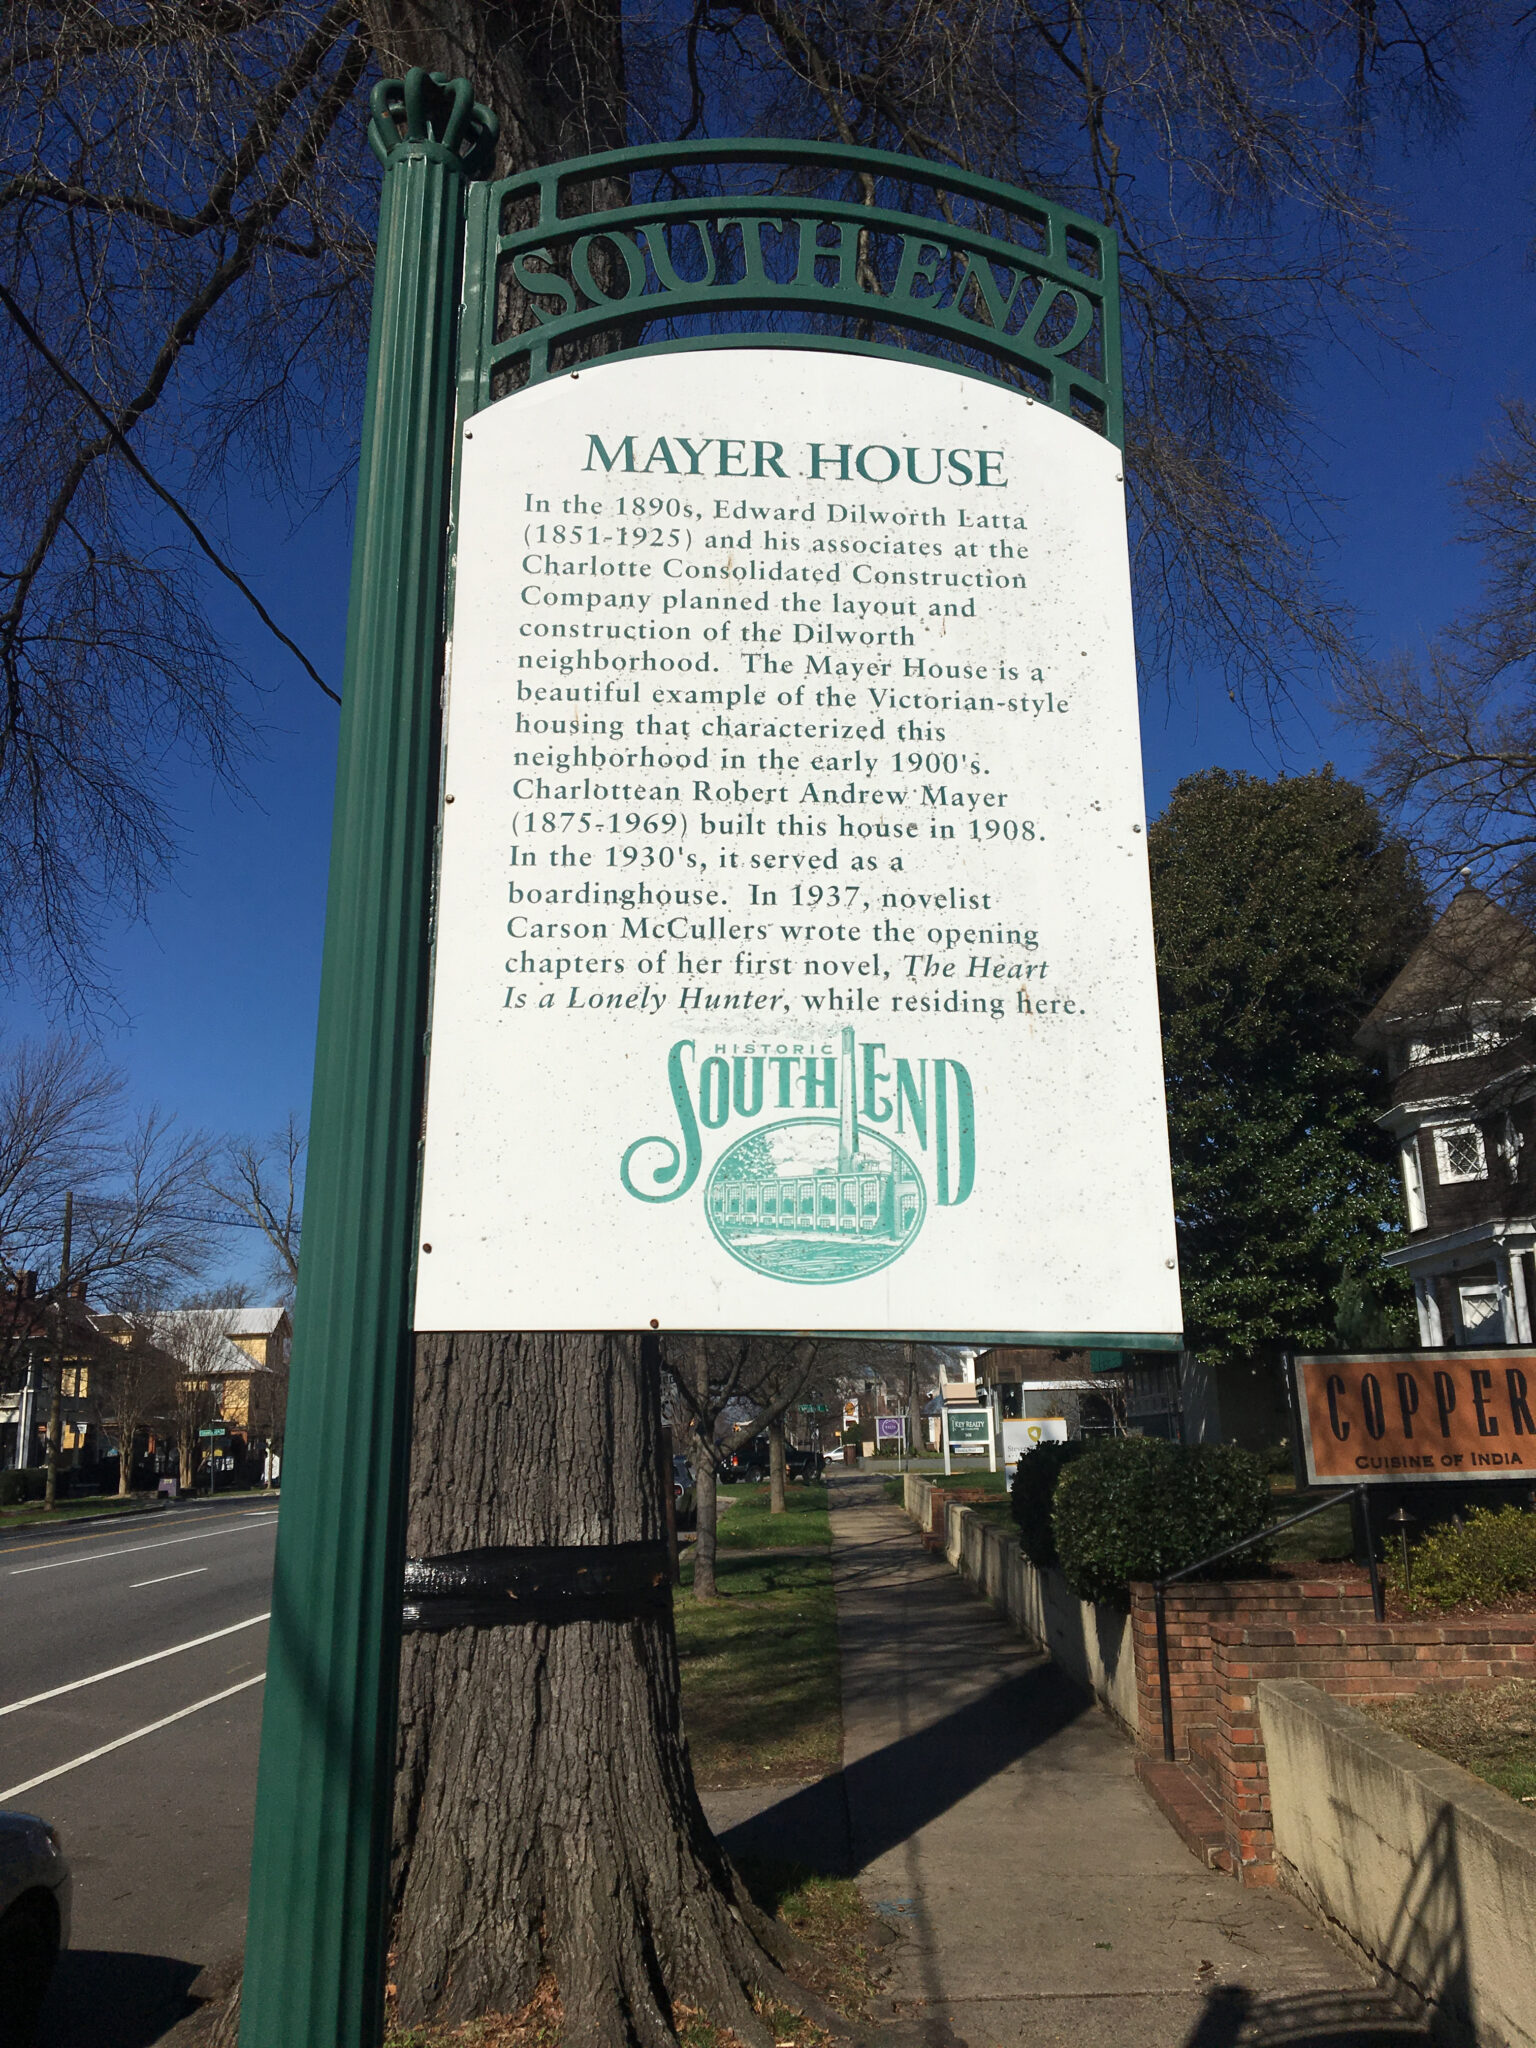 SOUTH END
MAYER HOUSE
In the 1890s, Edward Dilworth Latta
(1851-1925) and his associates at the
Charlotte Consolidated Construction
Company planned the layout and
construction of the Dilworth
neighborhood. The Mayer House is a
beautiful example of the Victorian-style
housing that characterized this
neighborhood in the early 1900's.
Charlottean Robert Andrew Mayer
(1875-1969) built this house in 1908.
In the 1930's, it served as a
boardinghouse. In 1937, novelist
Carson McCullers wrote the opening
chapters of her first novel, The Heart
Is a Lonely Hunter, while residing here.
HISTORIC
SOUTH END
COPPER
CUISINE OF INDIA
KEY REALTY